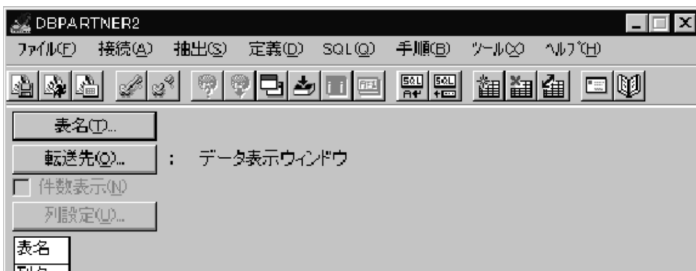 DBPARTNER2
ファイル(F) 接続(A) 抽出(S) 定義(D) SQL(Q) 手順(B) ツール(X) ヘルプ(H)
SQL SQL
表名(T)...
転送先(O)... : データ表示ウィンドウ
件数表示(N)
列設定(U)...
表名